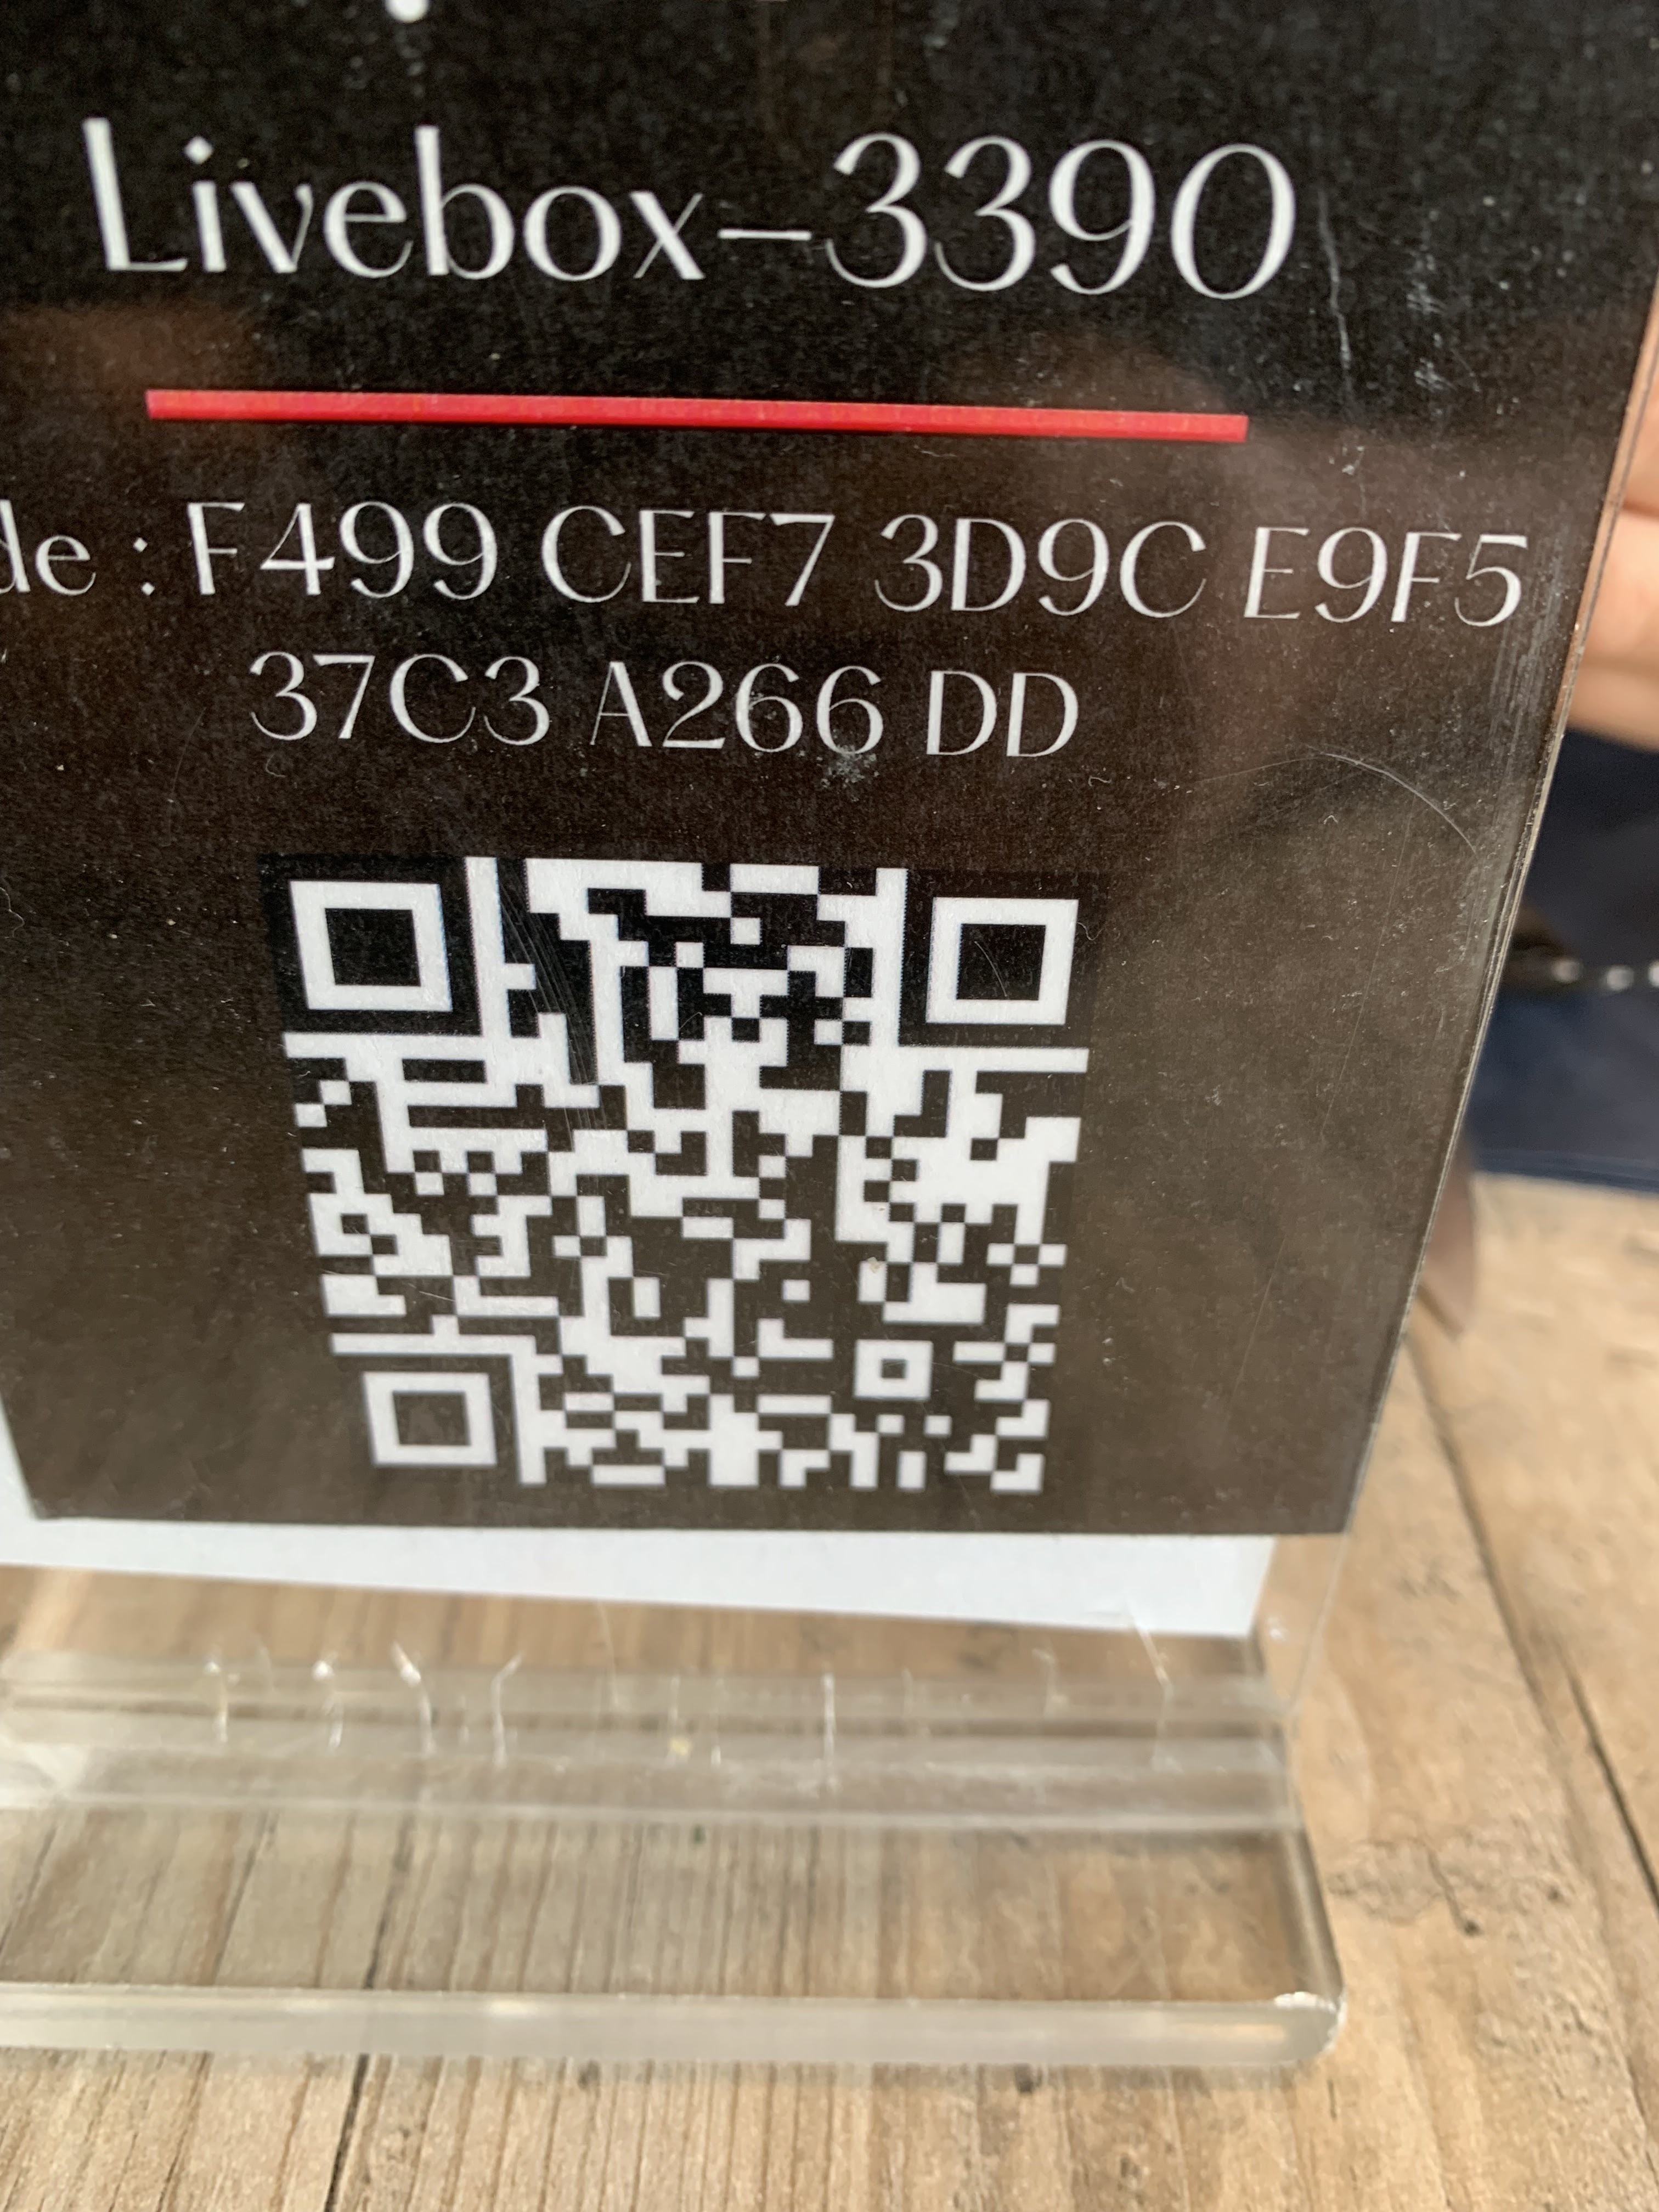 Livebox-3390
de : F499 CEF7 3D9C E9F5
37C3 A266 DD